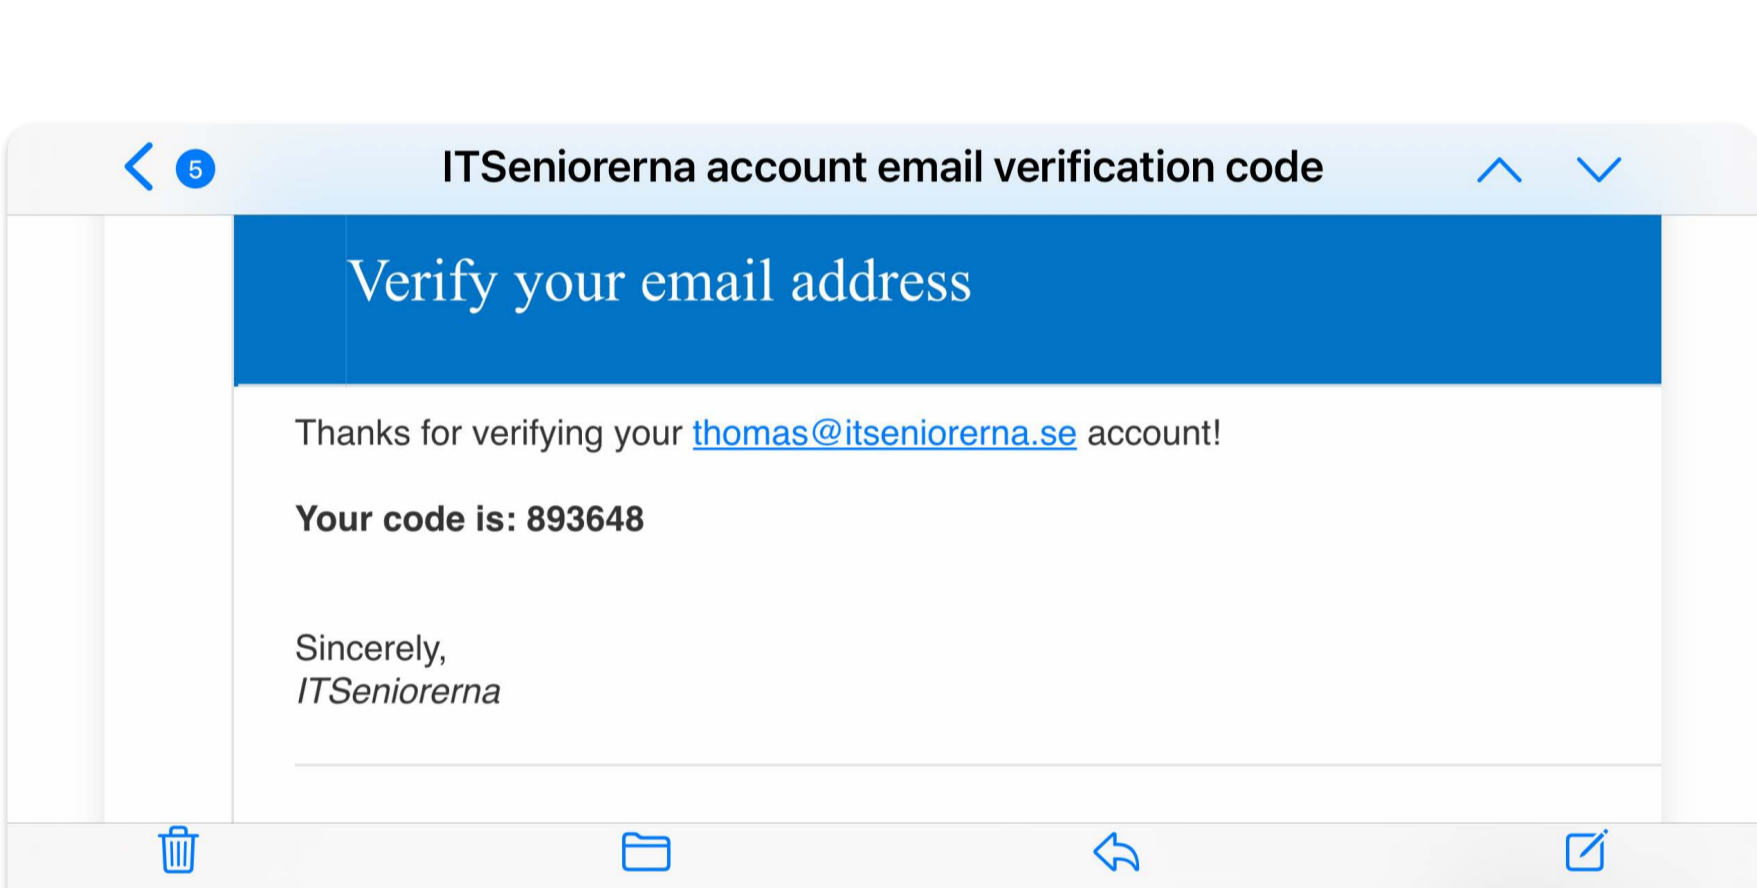 5
ITSeniorerna account email verification code
Verify your email address
Thanks for verifying your thomas@itseniorerna.se account!
Your code is: 893648
Sincerely,
ITSeniorerna